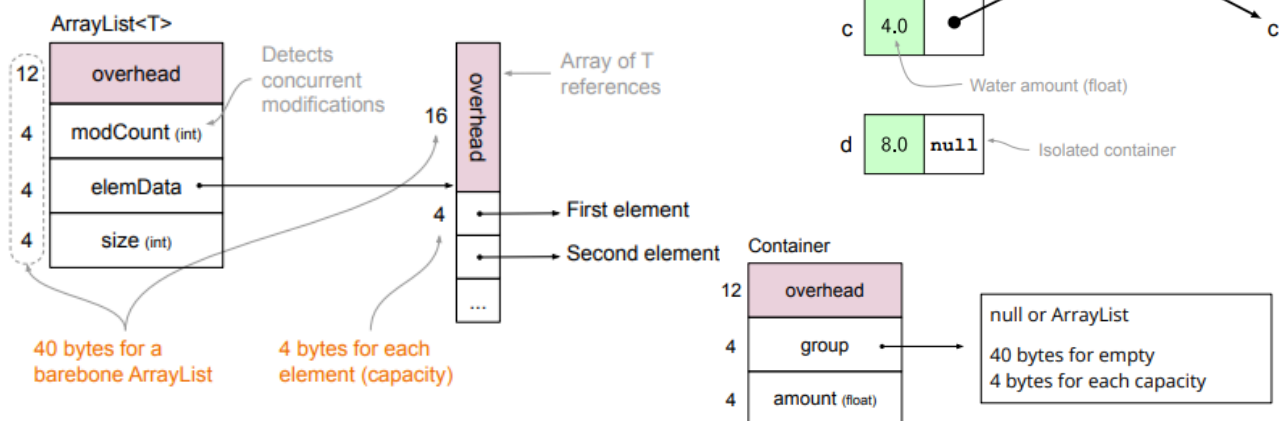 ArrayList<T>
12
overhead
4
modCount (int)
4
elemData
4
size (int)
Detects
concurrent
modifications
16
overhead
4
First element
Second element
...
Array of T
references
40 bytes for a
barebone ArrayList
4 bytes for each
element (capacity)
c
4.0
c
Water amount (float)
d
8.0
null
Isolated container
Container
12
overhead
4
group
4
amount (float)
null or ArrayList
40 bytes for empty
4 bytes for each capacity